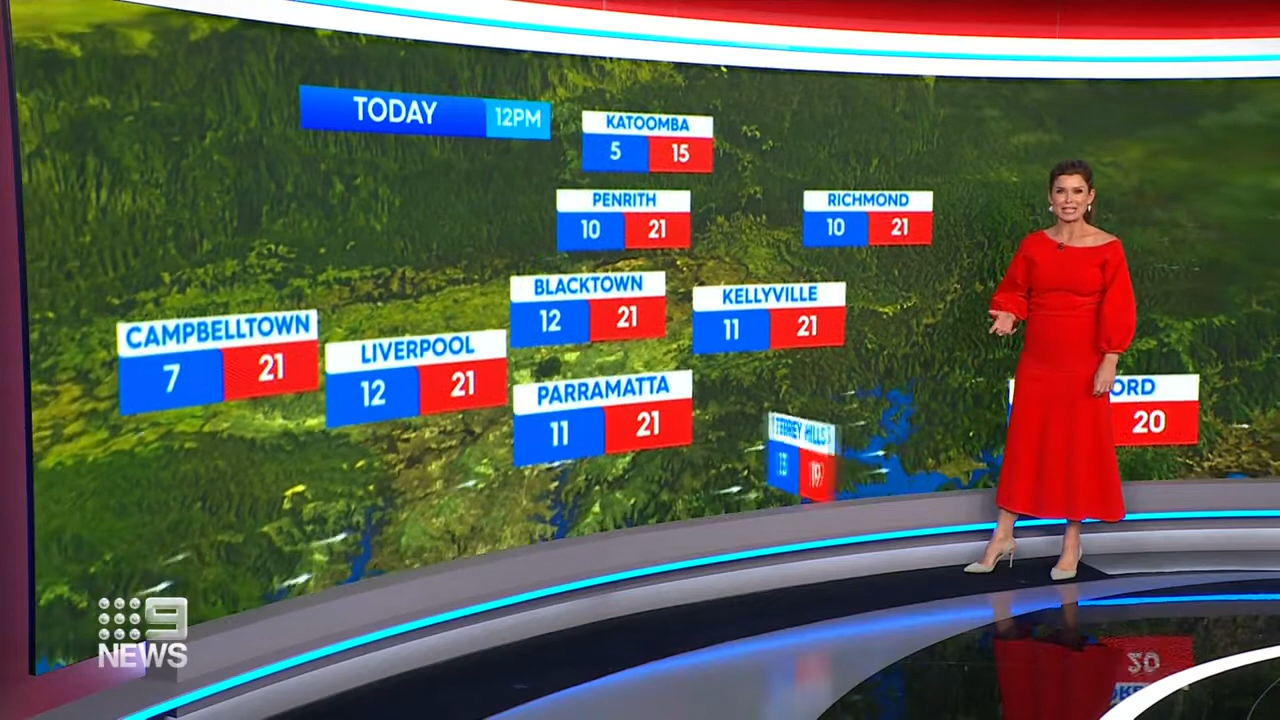 TODAY 12PM
KATOOMBA
5 15
PENRITH
10 21
RICHMOND
10 21
BLACKTOWN
12 21
KELLYVILLE
11 21
CAMPBELLTOWN
7 21
LIVERPOOL
12 21
PARRAMATTA
11 21
TERREY HILLS
19
ORD
20
9
NEWS
20